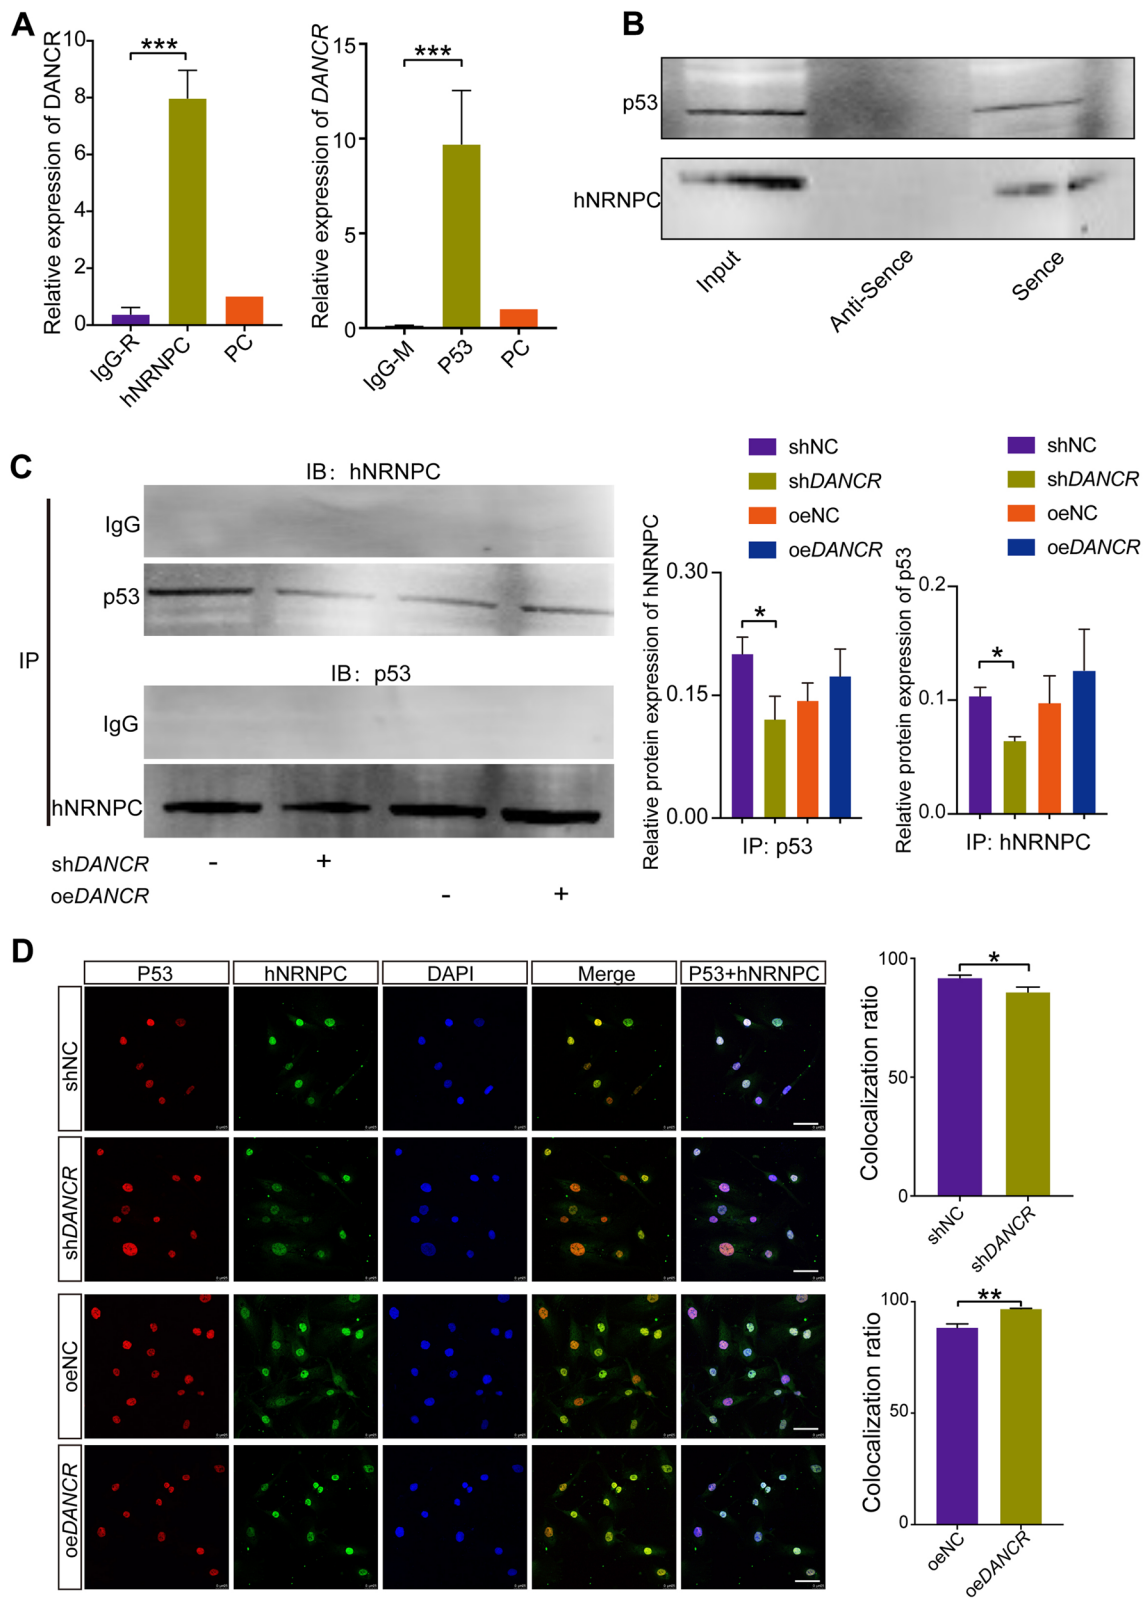 A
Relative expression of DANCR
10
8
6
4
2
0
***
IgG-R
hNRNPC
PC
Relative expression of DANCR
15
10
5
0
***
IgG-M
P53
PC
B
p53
hNRNPC
Input
Anti-Sence
Sence
C
IP
IB: hNRNPC
IgG
p53
IB: p53
IgG
hNRNPC
shDANCR - +
oeDANCR - +
shNC
shDANCR
oeNC
oeDANCR
Relative protein expression of hNRNPC
0.30
0.15
0.00
*
IP: p53
shNC
shDANCR
oeNC
oeDANCR
Relative protein expression of p53
0.2
0.1
0.0
*
IP: hNRNPC
D
P53 hNRNPC DAPI Merge P53+hNRNPC
shNC
shDANCR
oeNC
oeDANCR
Colocalization ratio
100
50
0
*
shNC
shDANCR
Colocalization ratio
100
50
0
**
oeNC
oeDANCR